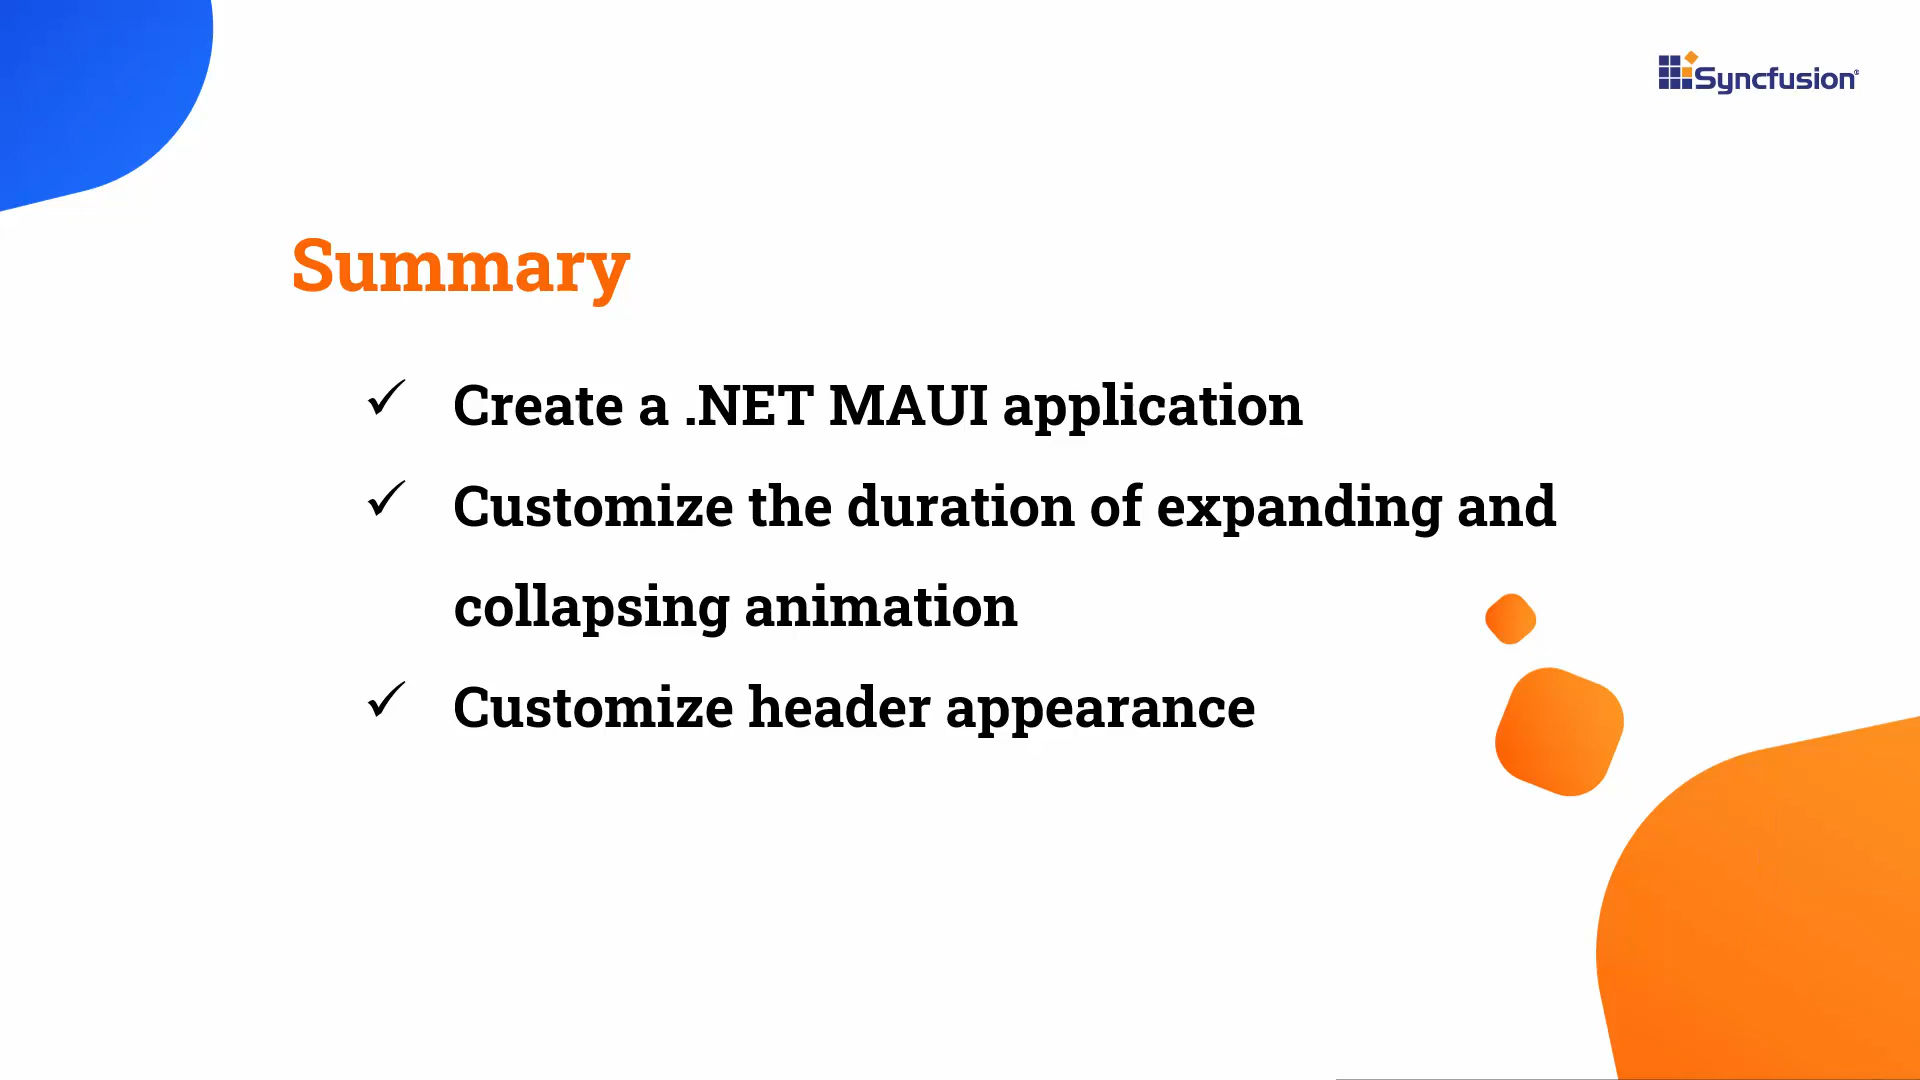 Syncfusion®
Summary
✓ Create a .NET MAUI application
✓ Customize the duration of expanding and
collapsing animation
✓ Customize header appearance